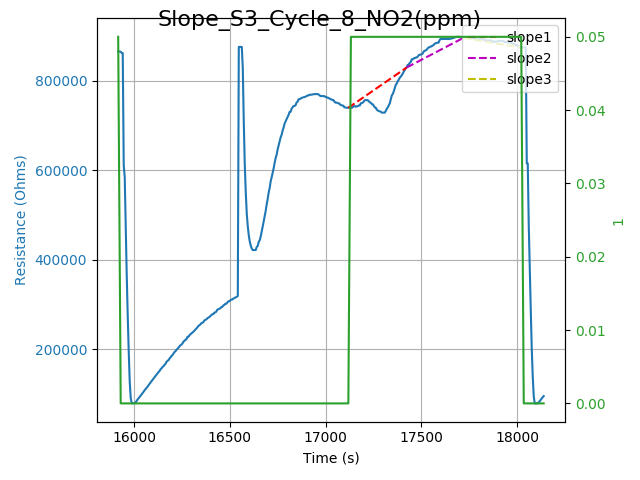 Slope_S3_Cycle_8_NO2(ppm)
slope1
slope2
slope3
800000
600000
400000
200000
Resistance (Ohms)
0.05
0.04
0.03
0.02
0.01
0.00
1
16000
16500
17000
17500
18000
Time (s)